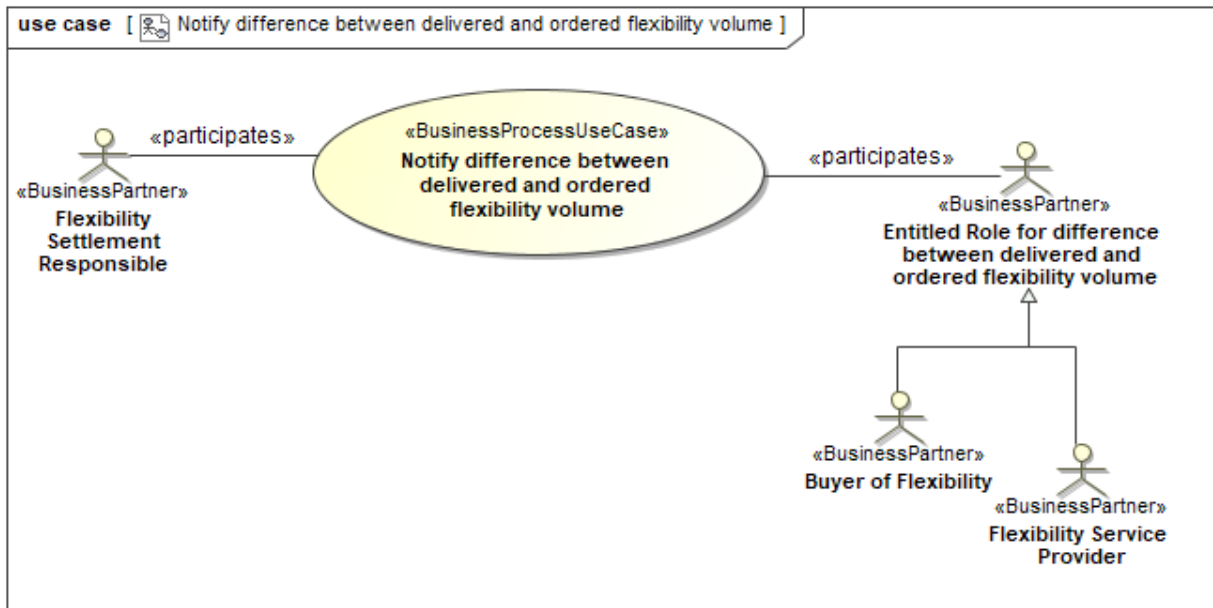 use case [ Notify difference between delivered and ordered flexibility volume ]
«participates»
«BusinessPartner»
Flexibility
Settlement
Responsible
«BusinessProcessUseCase»
Notify difference between
delivered and ordered
flexibility volume
«participates»
«BusinessPartner»
Entitled Role for difference
between delivered and
ordered flexibility volume
«BusinessPartner»
Buyer of Flexibility
«BusinessPartner»
Flexibility Service
Provider